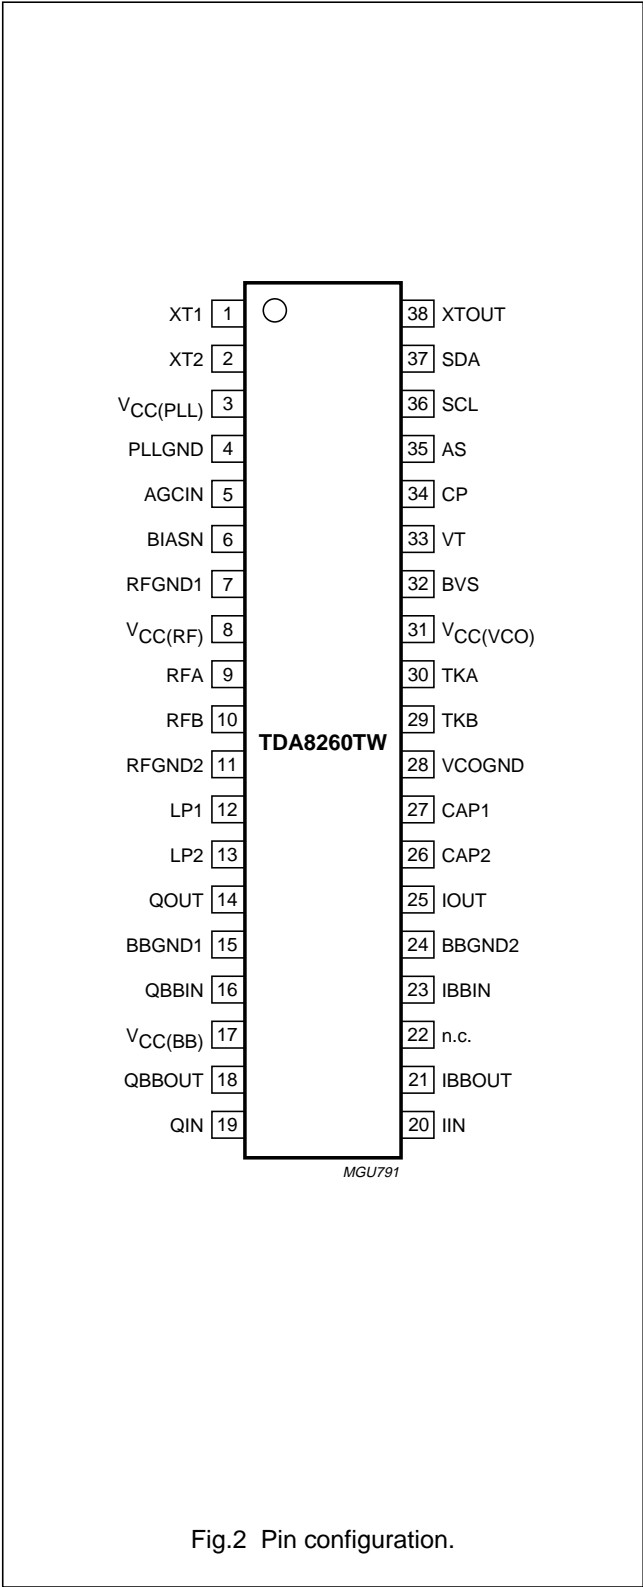 XT1 1 38 XTOUT
XT2 2 37 SDA
VCC(PLL) 3 36 SCL
PLLGND 4 35 AS
AGCIN 5 34 CP
BIASN 6 33 VT
RFGND1 7 32 BVS
VCC(RF) 8 31 VCC(VCO)
RFA 9 30 TKA
RFB 10 29 TKB
TDA8260TW
RFGND2 11 28 VCOGND
LP1 12 27 CAP1
LP2 13 26 CAP2
QOUT 14 25 IOUT
BBGND1 15 24 BBGND2
QBBIN 16 23 IBBIN
VCC(BB) 17 22 n.c.
QBBOUT 18 21 IBBOUT
QIN 19 20 IIN
MGU791
Fig.2 Pin configuration.